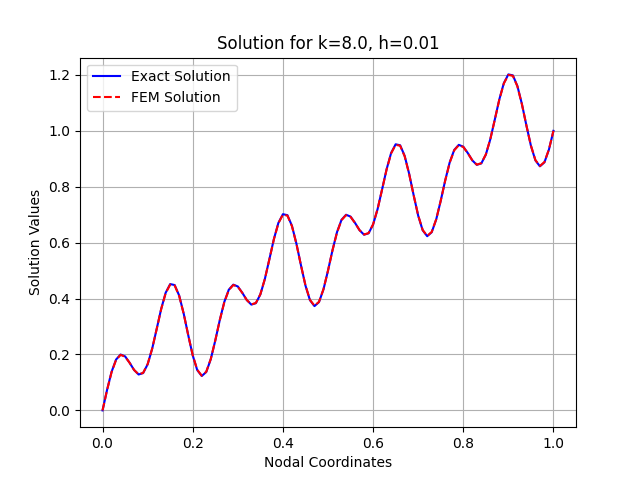 Solution for k=8.0, h=0.01
Exact Solution
FEM Solution
Solution Values
1.2
1.0
0.8
0.6
0.4
0.2
0.0
0.0 0.2 0.4 0.6 0.8 1.0
Nodal Coordinates